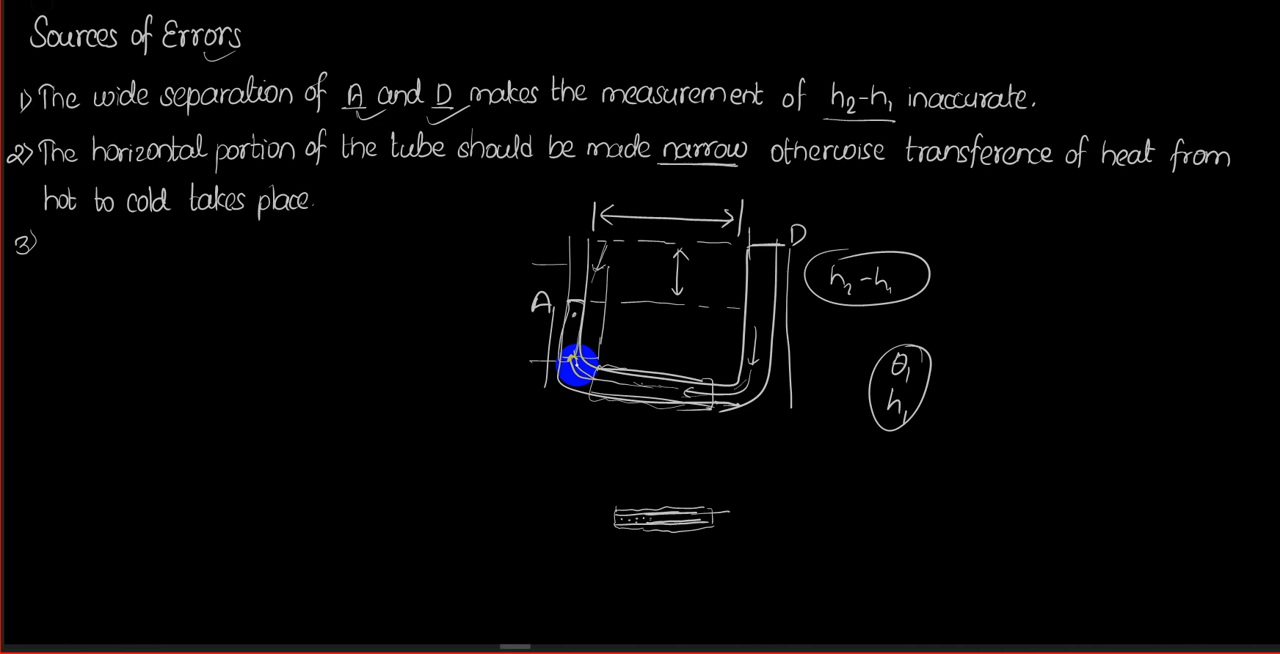 Sources of Errors
1) The wide separation of A and D makes the measurement of h₂-h₁ inaccurate.
2) The horizontal portion of the tube should be made narrow otherwise transference of heat from
hot to cold takes place.
3)
D
h₂-h₁
A
θ₁
h₁